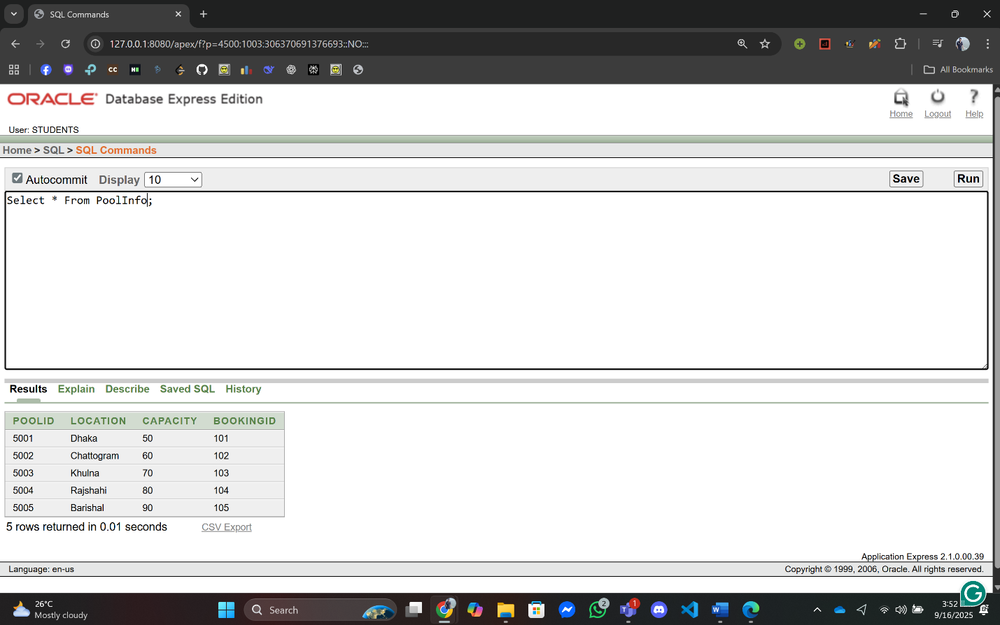 SQL Commands
127.0.0.1:8080/apex/f?p=4500:1003:306370691376693::NO:::
All Bookmarks
ORACLE Database Express Edition
Home Logout Help
User: STUDENTS
Home > SQL > SQL Commands
Autocommit Display 10 Save Run
Select * From PoolInfo;
Results Explain Describe Saved SQL History
POOLID LOCATION CAPACITY BOOKINGID
5001 Dhaka 50 101
5002 Chattogram 60 102
5003 Khulna 70 103
5004 Rajshahi 80 104
5005 Barishal 90 105
5 rows returned in 0.01 seconds CSV Export
Application Express 2.1.0.00.39
Language: en-us Copyright © 1999, 2006, Oracle. All rights reserved.
26°C
Mostly cloudy
Search
2
1
3:52
9/16/2025